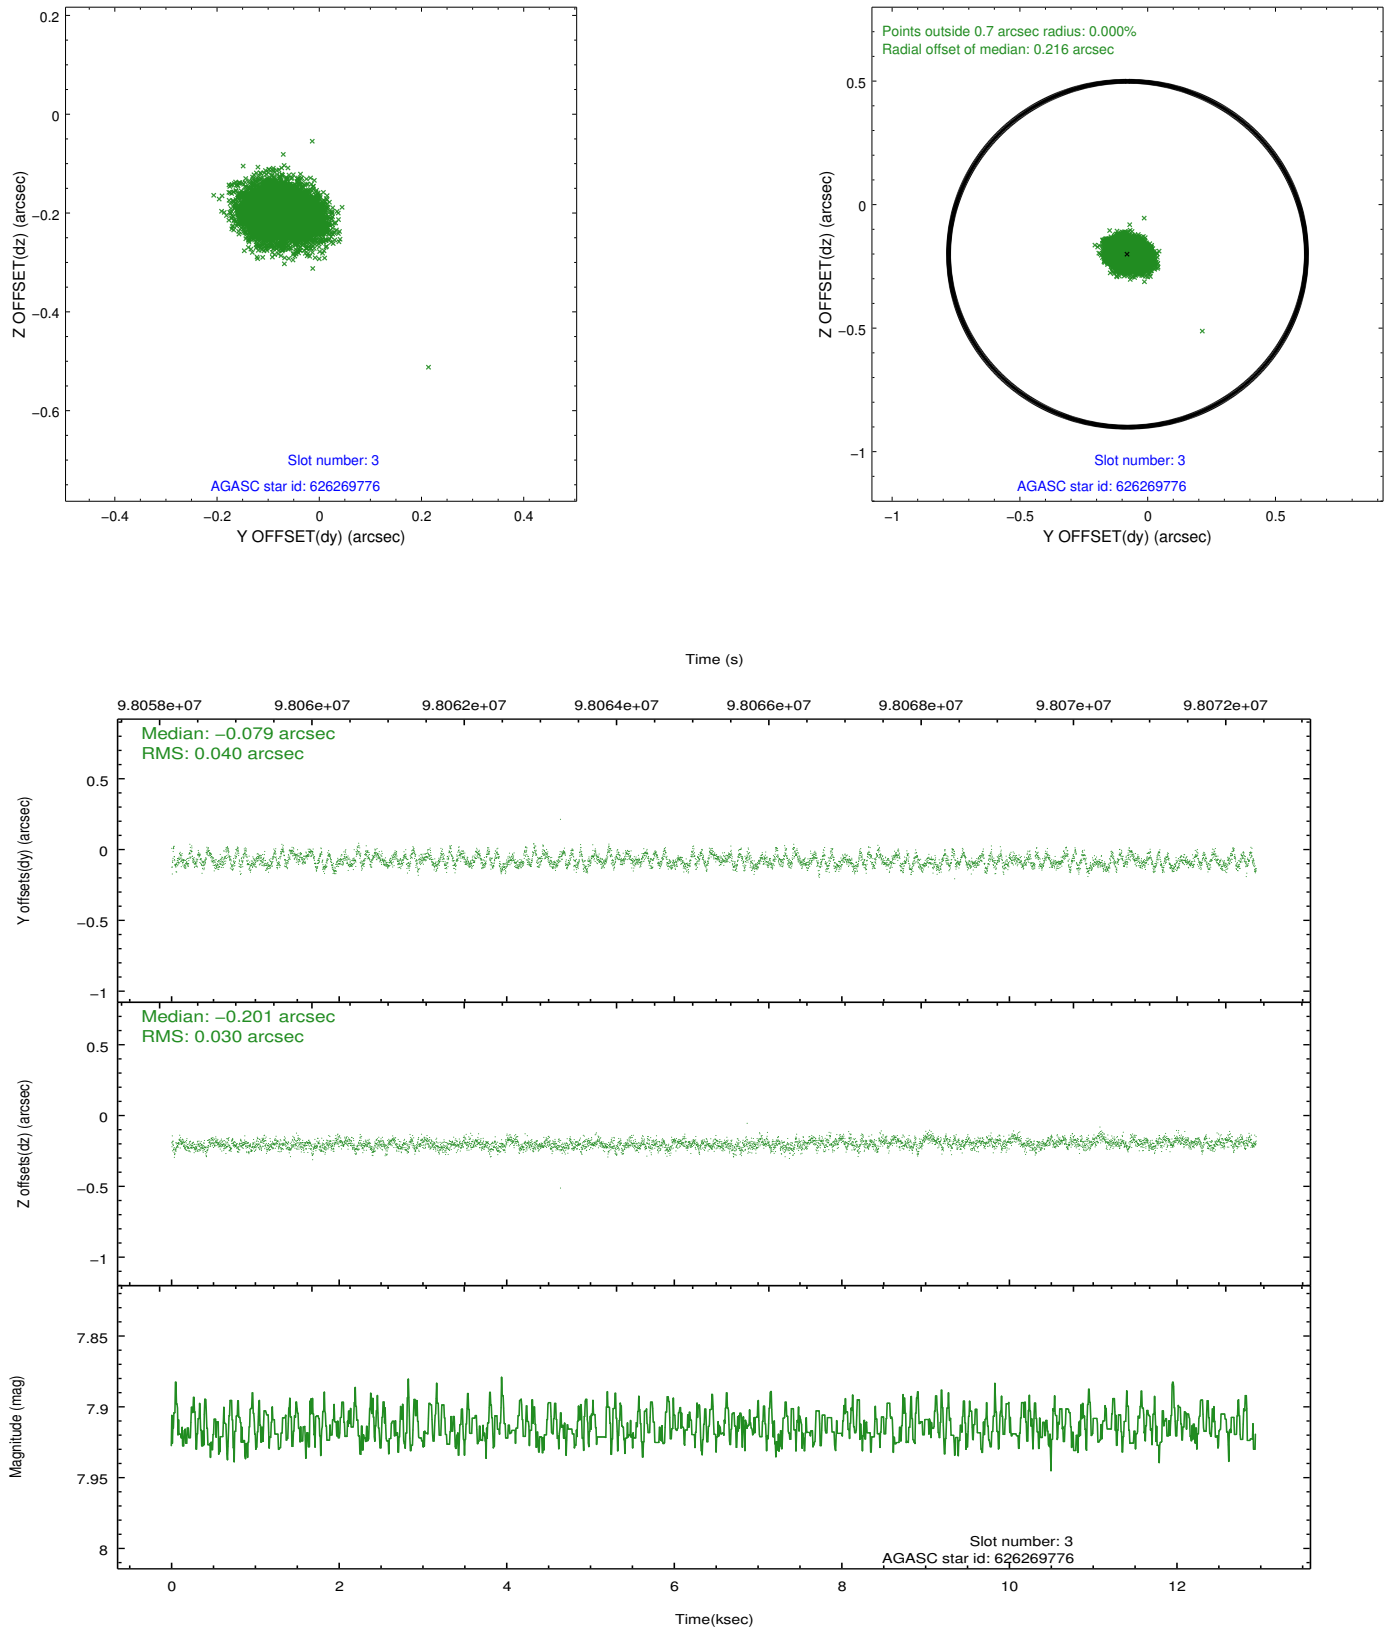 0.2
0
−0.2
−0.4
−0.6
Z OFFSET(dz) (arcsec)
Slot number: 3
AGASC star id: 626269776
−0.4
−0.2
0
0.2
0.4
Y OFFSET(dy) (arcsec)
Points outside 0.7 arcsec radius: 0.000%
Radial offset of median: 0.216 arcsec
0.5
0
−0.5
−1
Z OFFSET(dz) (arcsec)
Slot number: 3
AGASC star id: 626269776
−1
−0.5
0
0.5
Y OFFSET(dy) (arcsec)
Time (s)
9.8058e+07
9.806e+07
9.8062e+07
9.8064e+07
9.8066e+07
9.8068e+07
9.807e+07
9.8072e+07
Median: −0.079 arcsec
RMS: 0.040 arcsec
0.5
0
−0.5
−1
Y offsets(dy) (arcsec)
Median: −0.201 arcsec
RMS: 0.030 arcsec
0.5
0
−0.5
−1
Z offsets(dz) (arcsec)
7.85
7.9
7.95
8
Magnitude (mag)
Slot number: 3
AGASC star id: 626269776
0
2
4
6
8
10
12
Time(ksec)